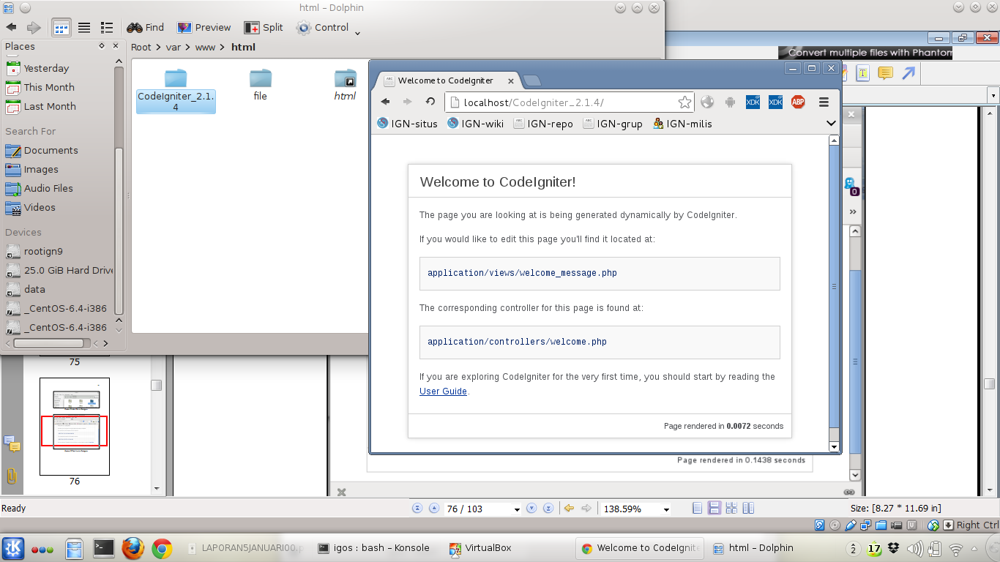 html – Dolphin
Find
Preview
Split
Control
Places
Root > var > www > html
Yesterday
This Month
Last Month
Search For
Documents
Images
Audio Files
Videos
Devices
rootign9
25.0 GiB Hard Drive
data
_CentOS-6.4-i386
_CentOS-6.4-i386
CodeIgniter_2.1.
4
file
html
Convert multiple files with Phantom
Welcome to CodeIgniter
localhost/CodeIgniter_2.1.4/
XDK
XDK
ABP
IGN-situs
IGN-wiki
IGN-repo
IGN-grup
IGN-milis
Welcome to CodeIgniter!
The page you are looking at is being generated dynamically by CodeIgniter.
If you would like to edit this page you'll find it located at:
application/views/welcome_message.php
The corresponding controller for this page is found at:
application/controllers/welcome.php
If you are exploring CodeIgniter for the very first time, you should start by reading the
User Guide.
Page rendered in 0.0072 seconds
Page rendered in 0.1438 seconds
0
75
76
Ready
76 / 103
138.59%
Size: [8.27 * 11.69 in]
Right Ctrl
LAPORAN5JANUARI00.p
igos : bash – Konsole
VirtualBox
Welcome to CodeIgnite
html – Dolphin
2
17